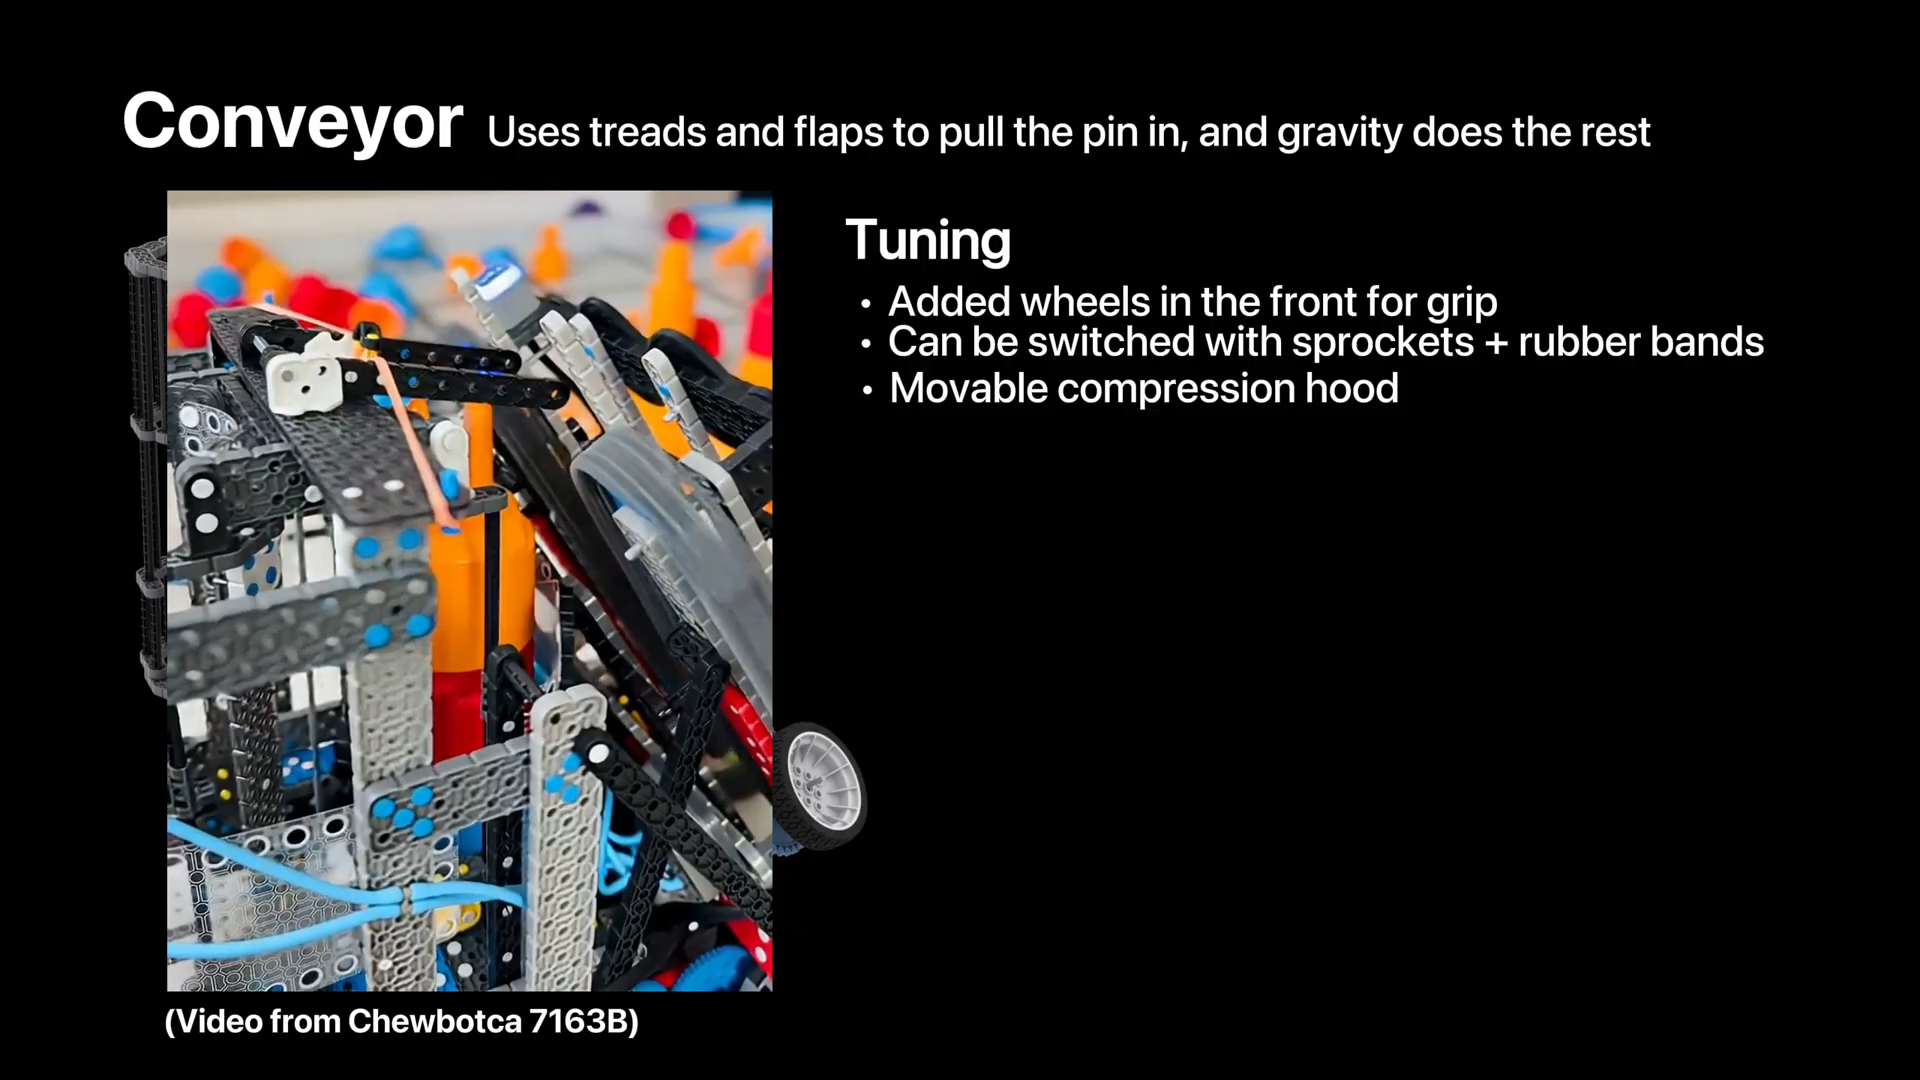 Conveyor Uses treads and flaps to pull the pin in, and gravity does the rest
Tuning
• Added wheels in the front for grip
• Can be switched with sprockets + rubber bands
• Movable compression hood
(Video from Chewbotca 7163B)